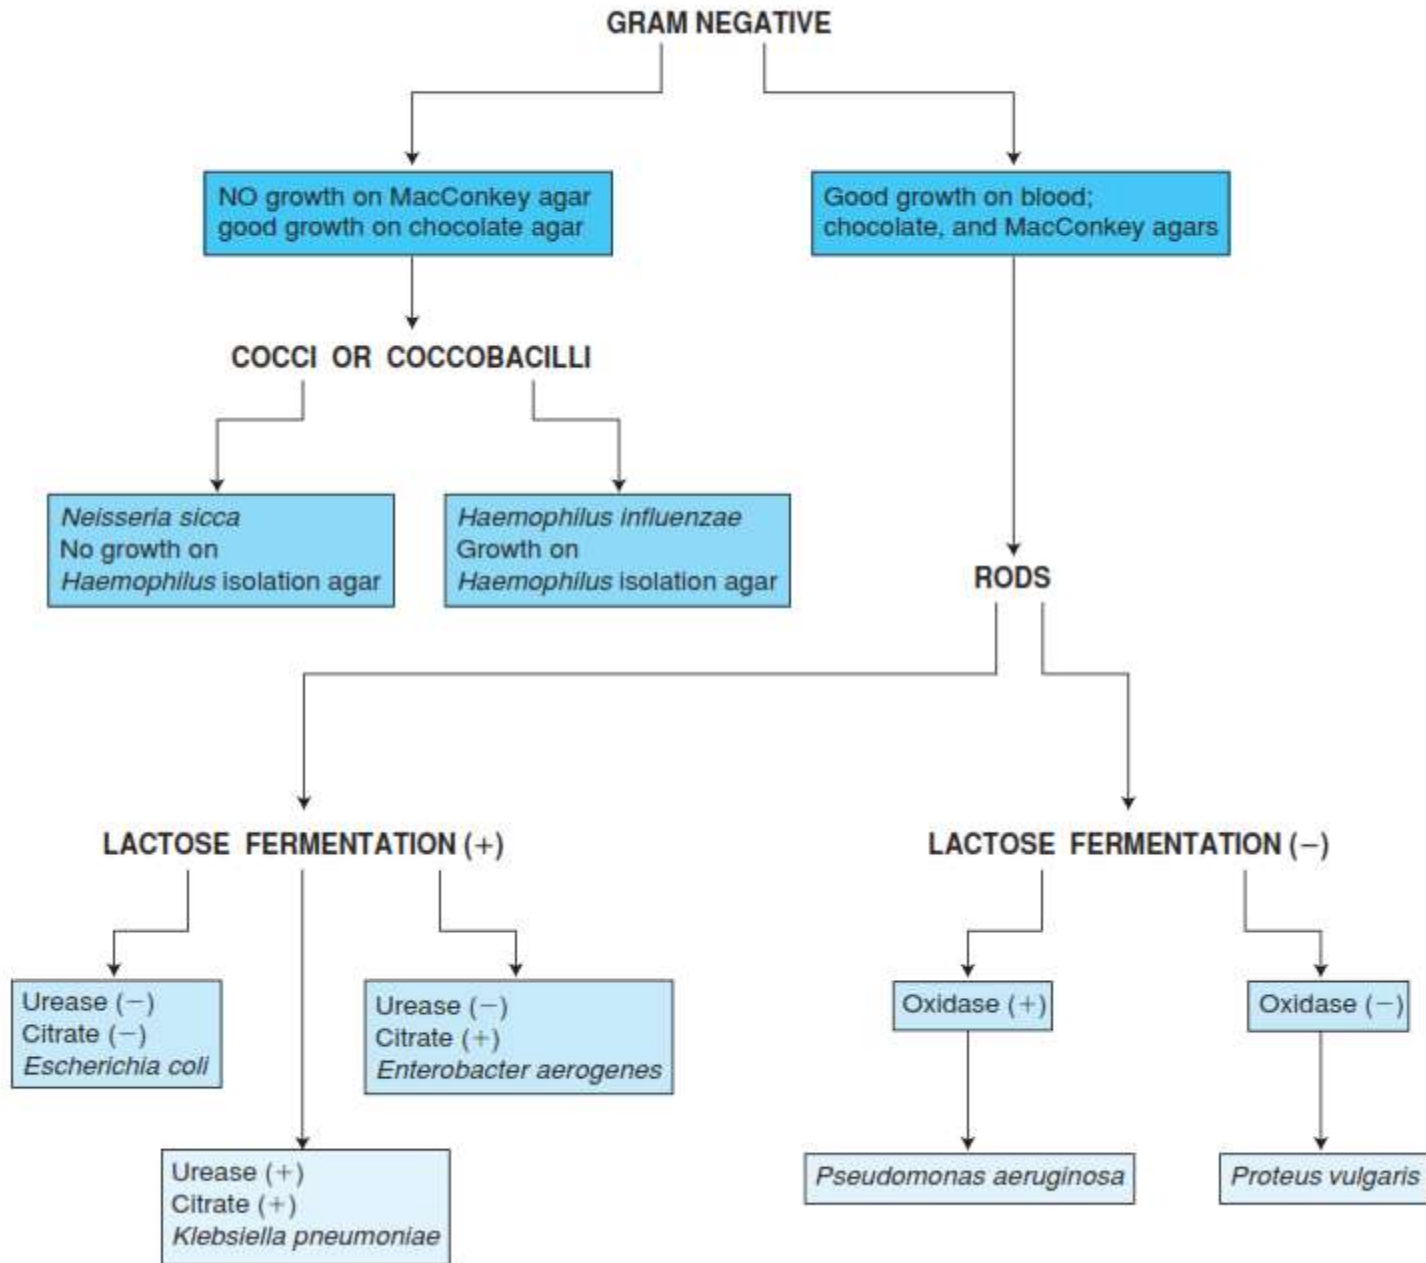 GRAM NEGATIVE
NO growth on MacConkey agar
good growth on chocolate agar
Good growth on blood;
chocolate, and MacConkey agars
COCCI OR COCCOBACILLI
Neisseria sicca
No growth on
Haemophilus isolation agar
Haemophilus influenzae
Growth on
Haemophilus isolation agar
RODS
LACTOSE FERMENTATION (+)
LACTOSE FERMENTATION (−)
Urease (−)
Citrate (−)
Escherichia coli
Urease (−)
Citrate (+)
Enterobacter aerogenes
Oxidase (+)
Oxidase (−)
Urease (+)
Citrate (+)
Klebsiella pneumoniae
Pseudomonas aeruginosa
Proteus vulgaris